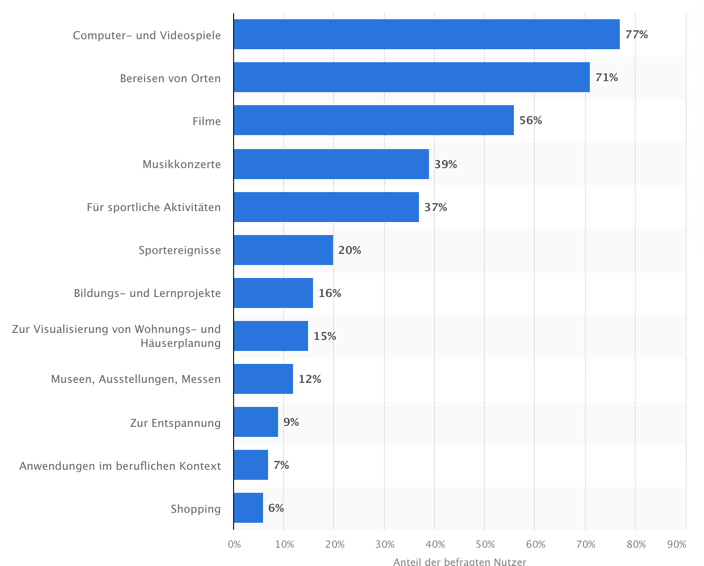 Computer- und Videospiele
77%
Bereisen von Orten
71%
Filme
56%
Musikkonzerte
39%
Für sportliche Aktivitäten
37%
Sportereignisse
20%
Bildungs- und Lernprojekte
16%
Zur Visualisierung von Wohnungs- und
Häuserplanung
15%
Museen, Ausstellungen, Messen
12%
Zur Entspannung
9%
Anwendungen im beruflichen Kontext
7%
Shopping
6%
0% 10% 20% 30% 40% 50% 60% 70% 80% 90%
Anteil der befragten Nutzer